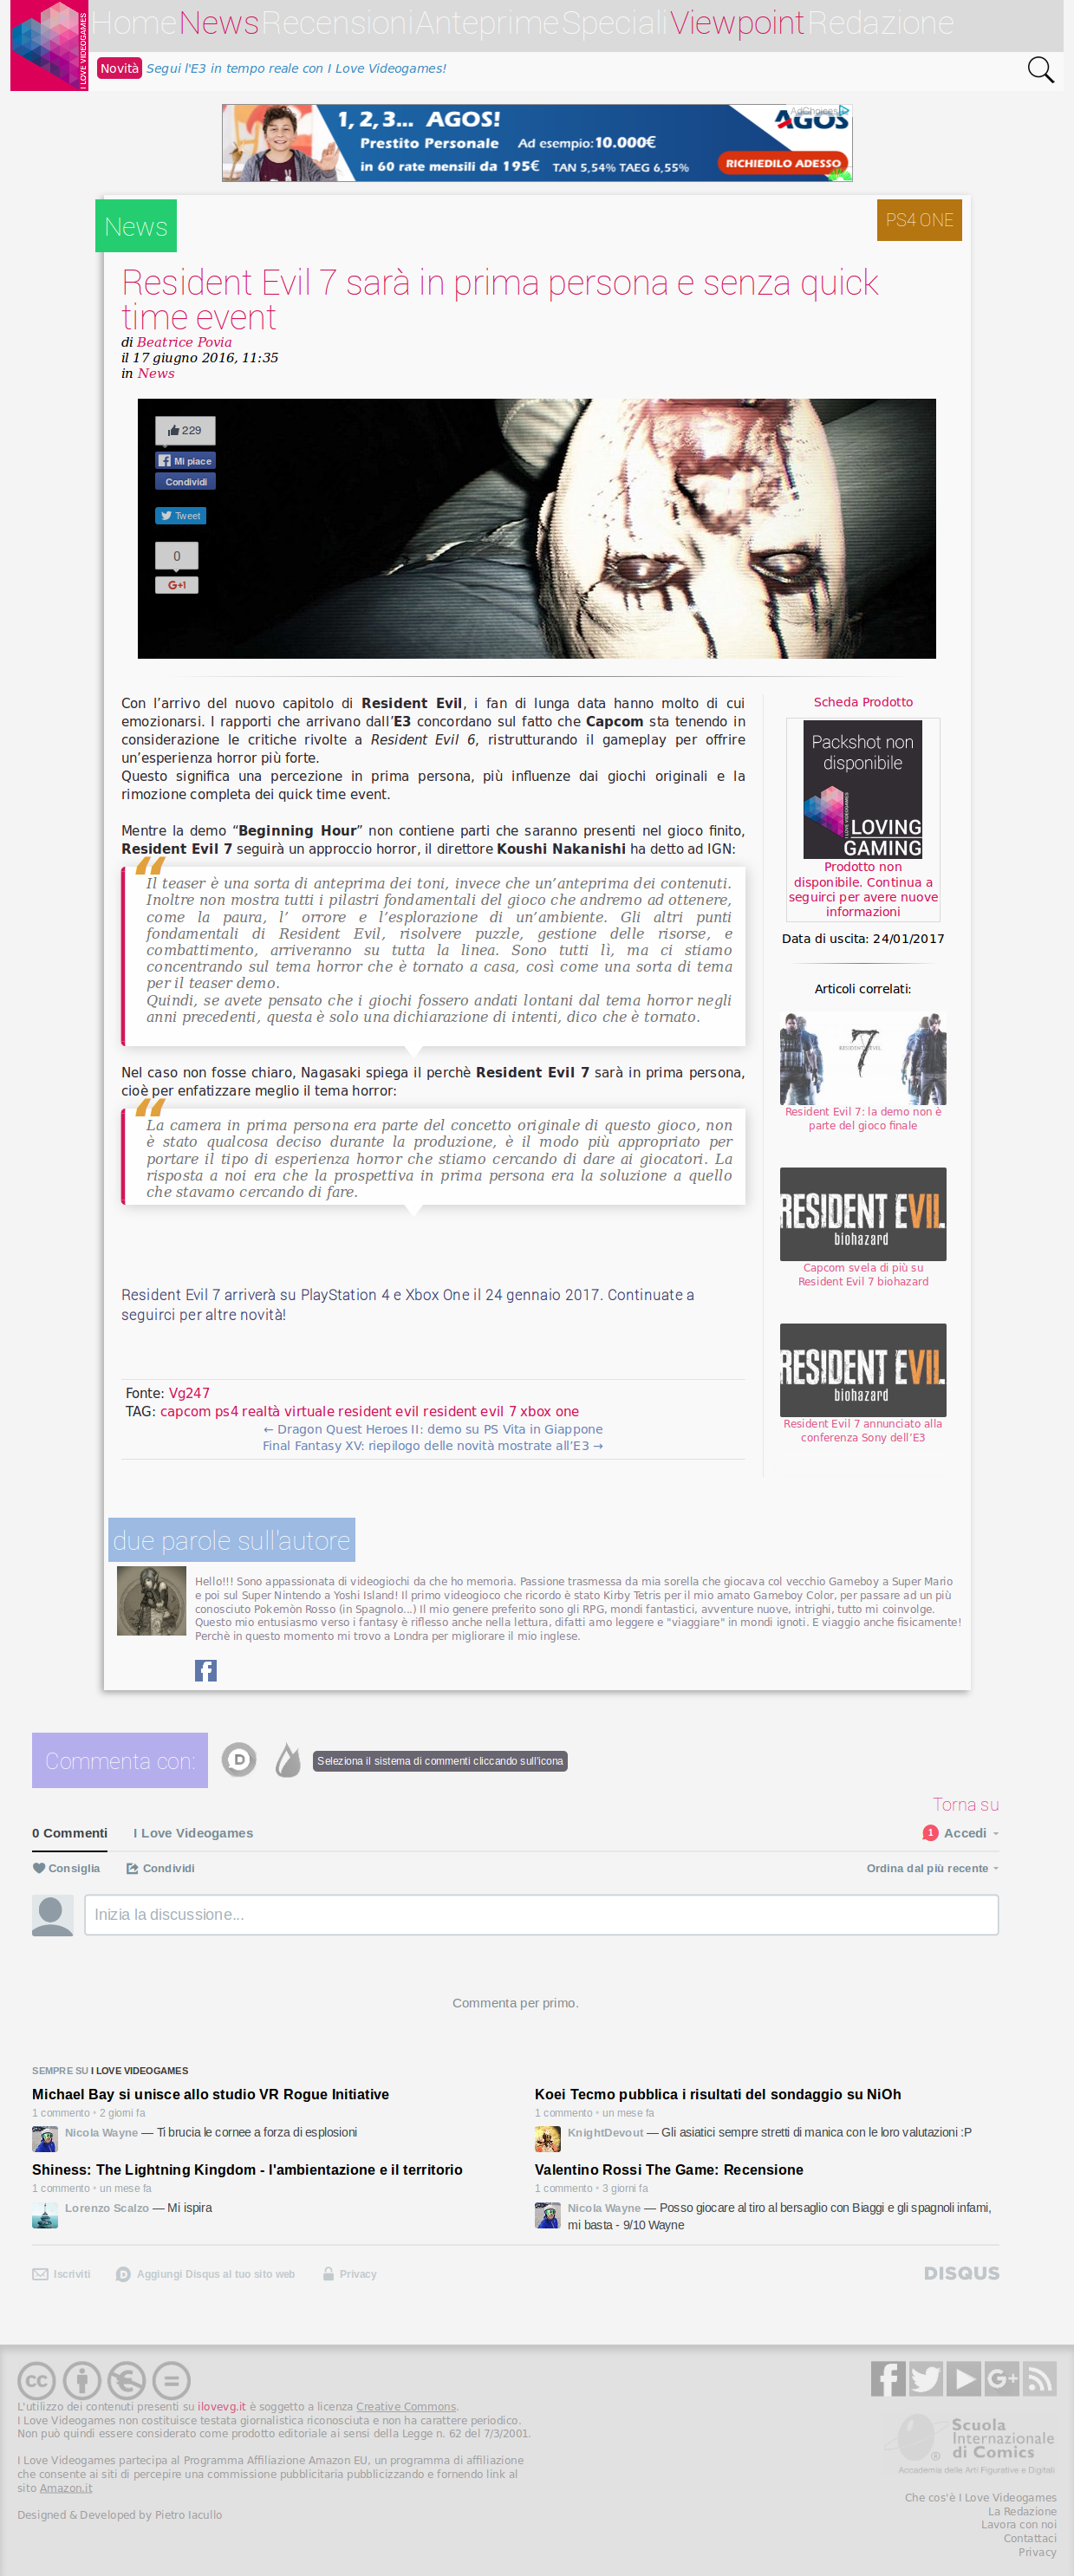 Home News Recensioni Anteprime Speciali Viewpoint Redazione
I LOVE VIDEOGAMES
Novità Segui l'E3 in tempo reale con I Love Videogames!
AdChoices
1, 2, 3... AGOS!
Prestito Personale Ad esempio: 10.000€
in 60 rate mensili da 195€ TAN 5,54% TAEG 6,55%
AGOS
RICHIEDILO ADESSO
News
PS4 ONE
Resident Evil 7 sarà in prima persona e senza quick
time event
di Beatrice Povia
il 17 giugno 2016, 11:35
in News
229
Mi piace
Condividi
Tweet
0
G+1
Con l’arrivo del nuovo capitolo di Resident Evil, i fan di lunga data hanno molto di cui
emozionarsi. I rapporti che arrivano dall’E3 concordano sul fatto che Capcom sta tenendo in
considerazione le critiche rivolte a Resident Evil 6, ristrutturando il gameplay per offrire
un’esperienza horror più forte.
Questo significa una percezione in prima persona, più influenze dai giochi originali e la
rimozione completa dei quick time event.
Mentre la demo “Beginning Hour” non contiene parti che saranno presenti nel gioco finito,
Resident Evil 7 seguirà un approccio horror, il direttore Koushi Nakanishi ha detto ad IGN:
“
Il teaser è una sorta di anteprima dei toni, invece che un’anteprima dei contenuti.
Inoltre non mostra tutti i pilastri fondamentali del gioco che andremo ad ottenere,
come la paura, l’ orrore e l’esplorazione di un’ambiente. Gli altri punti
fondamentali di Resident Evil, risolvere puzzle, gestione delle risorse, e
combattimento, arriveranno su tutta la linea. Sono tutti lì, ma ci stiamo
concentrando sul tema horror che è tornato a casa, così come una sorta di tema
per il teaser demo.
Quindi, se avete pensato che i giochi fossero andati lontani dal tema horror negli
anni precedenti, questa è solo una dichiarazione di intenti, dico che è tornato.
Nel caso non fosse chiaro, Nagasaki spiega il perchè Resident Evil 7 sarà in prima persona,
cioè per enfatizzare meglio il tema horror:
“
La camera in prima persona era parte del concetto originale di questo gioco, non
è stato qualcosa deciso durante la produzione, è il modo più appropriato per
portare il tipo di esperienza horror che stiamo cercando di dare ai giocatori. La
risposta a noi era che la prospettiva in prima persona era la soluzione a quello
che stavamo cercando di fare.
Resident Evil 7 arriverà su PlayStation 4 e Xbox One il 24 gennaio 2017. Continuate a
seguirci per altre novità!
Fonte: Vg247
TAG: capcom ps4 realtà virtuale resident evil resident evil 7 xbox one
← Dragon Quest Heroes II: demo su PS Vita in Giappone
Final Fantasy XV: riepilogo delle novità mostrate all’E3 →
Scheda Prodotto
Packshot non
disponibile
I LOVE VIDEOGAMES
LOVING
GAMING
Prodotto non
disponibile. Continua a
seguirci per avere nuove
informazioni
Data di uscita: 24/01/2017
Articoli correlati:
7
RESIDENT EVIL
Resident Evil 7: la demo non è
parte del gioco finale
RESIDENT EVIL
biohazard
Capcom svela di più su
Resident Evil 7 biohazard
RESIDENT EVIL
biohazard
Resident Evil 7 annunciato alla
conferenza Sony dell’E3
due parole sull'autore
Hello!!! Sono appassionata di videogiochi da che ho memoria. Passione trasmessa da mia sorella che giocava col vecchio Gameboy a Super Mario
e poi sul Super Nintendo a Yoshi Island! Il primo videogioco che ricordo è stato Kirby Tetris per il mio amato Gameboy Color, per passare ad un più
conosciuto Pokemòn Rosso (in Spagnolo...) Il mio genere preferito sono gli RPG, mondi fantastici, avventure nuove, intrighi, tutto mi coinvolge.
Questo mio entusiasmo verso i fantasy è riflesso anche nella lettura, difatti amo leggere e "viaggiare" in mondi ignoti. E viaggio anche fisicamente!
Perchè in questo momento mi trovo a Londra per migliorare il mio inglese.
Commenta con:
Seleziona il sistema di commenti cliccando sull'icona
Torna su
0 Commenti I Love Videogames 1 Accedi
Consiglia Condividi Ordina dal più recente
Inizia la discussione...
Commenta per primo.
SEMPRE SU I LOVE VIDEOGAMES
Michael Bay si unisce allo studio VR Rogue Initiative
1 commento • 2 giorni fa
Nicola Wayne — Ti brucia le cornee a forza di esplosioni
Koei Tecmo pubblica i risultati del sondaggio su NiOh
1 commento • un mese fa
KnightDevout — Gli asiatici sempre stretti di manica con le loro valutazioni :P
Shiness: The Lightning Kingdom - l'ambientazione e il territorio
1 commento • un mese fa
Lorenzo Scalzo — Mi ispira
Valentino Rossi The Game: Recensione
1 commento • 3 giorni fa
Nicola Wayne — Posso giocare al tiro al bersaglio con Biaggi e gli spagnoli infami,
mi basta - 9/10 Wayne
Iscriviti Aggiungi Disqus al tuo sito web Privacy DISQUS
cc
L'utilizzo dei contenuti presenti su ilovevg.it è soggetto a licenza Creative Commons.
I Love Videogames non costituisce testata giornalistica riconosciuta e non ha carattere periodico.
Non può quindi essere considerato come prodotto editoriale ai sensi della Legge n. 62 del 7/3/2001.
I Love Videogames partecipa al Programma Affiliazione Amazon EU, un programma di affiliazione
che consente ai siti di percepire una commissione pubblicitaria pubblicizzando e fornendo link al
sito Amazon.it
Designed & Developed by Pietro Iacullo
Scuola
Internazionale
di Comics
Accademia delle Arti Figurative e Digitali
Che cos'è I Love Videogames
La Redazione
Lavora con noi
Contattaci
Privacy